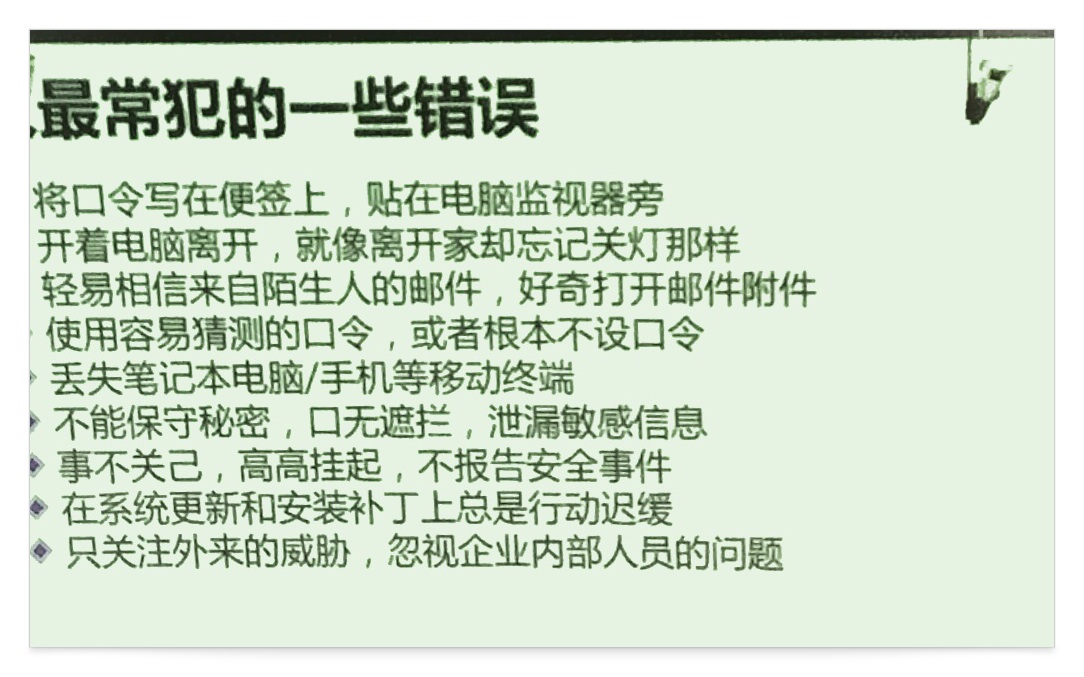 最常犯的一些错误
将口令写在便签上，贴在电脑监视器旁
开着电脑离开，就像离开家却忘记关灯那样
轻易相信来自陌生人的邮件，好奇打开邮件附件
使用容易猜测的口令，或者根本不设口令
丢失笔记本电脑/手机等移动终端
不能保守秘密，口无遮拦，泄漏敏感信息
事不关己，高高挂起，不报告安全事件
在系统更新和安装补丁上总是行动迟缓
只关注外来的威胁，忽视企业内部人员的问题